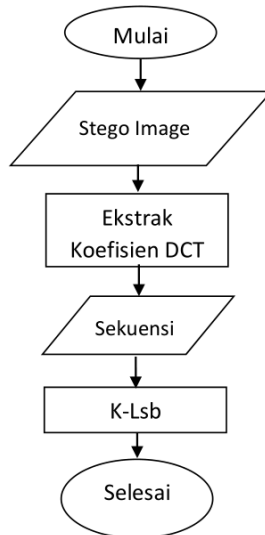 Mulai
Stego Image
Ekstrak
Koefisien DCT
Sekuensi
K-Lsb
Selesai